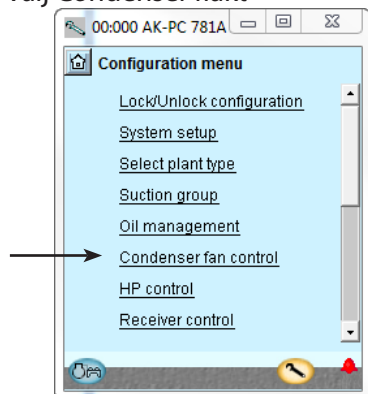 00:000 AK-PC 781A
Configuration menu
Lock/Unlock configuration
System setup
Select plant type
Suction group
Oil management
Condenser fan control
HP control
Receiver control